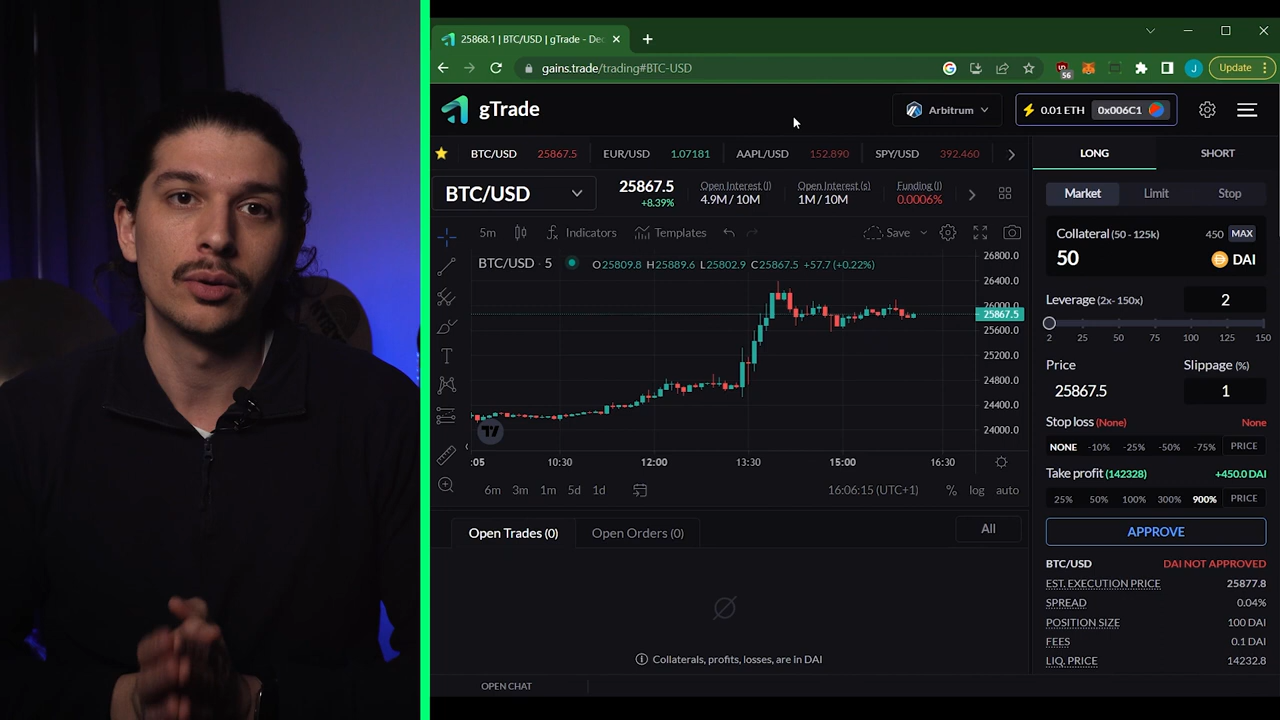 25868.1 | BTC/USD | gTrade - Dec
gains.trade/trading#BTC-USD
56
J
Update
gTrade
Arbitrum
0.01 ETH 0x006C1
BTC/USD 25867.5 EUR/USD 1.07181 AAPL/USD 152.890 SPY/USD 392.460
LONG SHORT
BTC/USD
25867.5
+8.39%
Open Interest (l)
4.9M / 10M
Open Interest (s)
1M / 10M
Funding (l)
0.0006%
Market Limit Stop
5m Indicators Templates Save
Collateral (50 - 125k) 450 MAX
50 DAI
BTC/USD · 5 O25809.8 H25889.6 L25802.9 C25867.5 +57.7 (+0.22%)
26800.0
26400.0
26000.0
25867.5
25600.0
25200.0
24800.0
24400.0
24000.0
Leverage (2x- 150x) 2
2 25 50 75 100 125 150
Price Slippage (%)
25867.5 1
Stop loss (None) None
NONE -10% -25% -50% -75% PRICE
Take profit (142328) +450.0 DAI
25% 50% 100% 300% 900% PRICE
:05 10:30 12:00 13:30 15:00 16:30
6m 3m 1m 5d 1d 16:06:15 (UTC+1) % log auto
Open Trades (0) Open Orders (0) All
APPROVE
BTC/USD DAI NOT APPROVED
EST. EXECUTION PRICE 25877.8
SPREAD 0.04%
POSITION SIZE 100 DAI
FEES 0.1 DAI
LIQ. PRICE 14232.8
Collaterals, profits, losses, are in DAI
OPEN CHAT